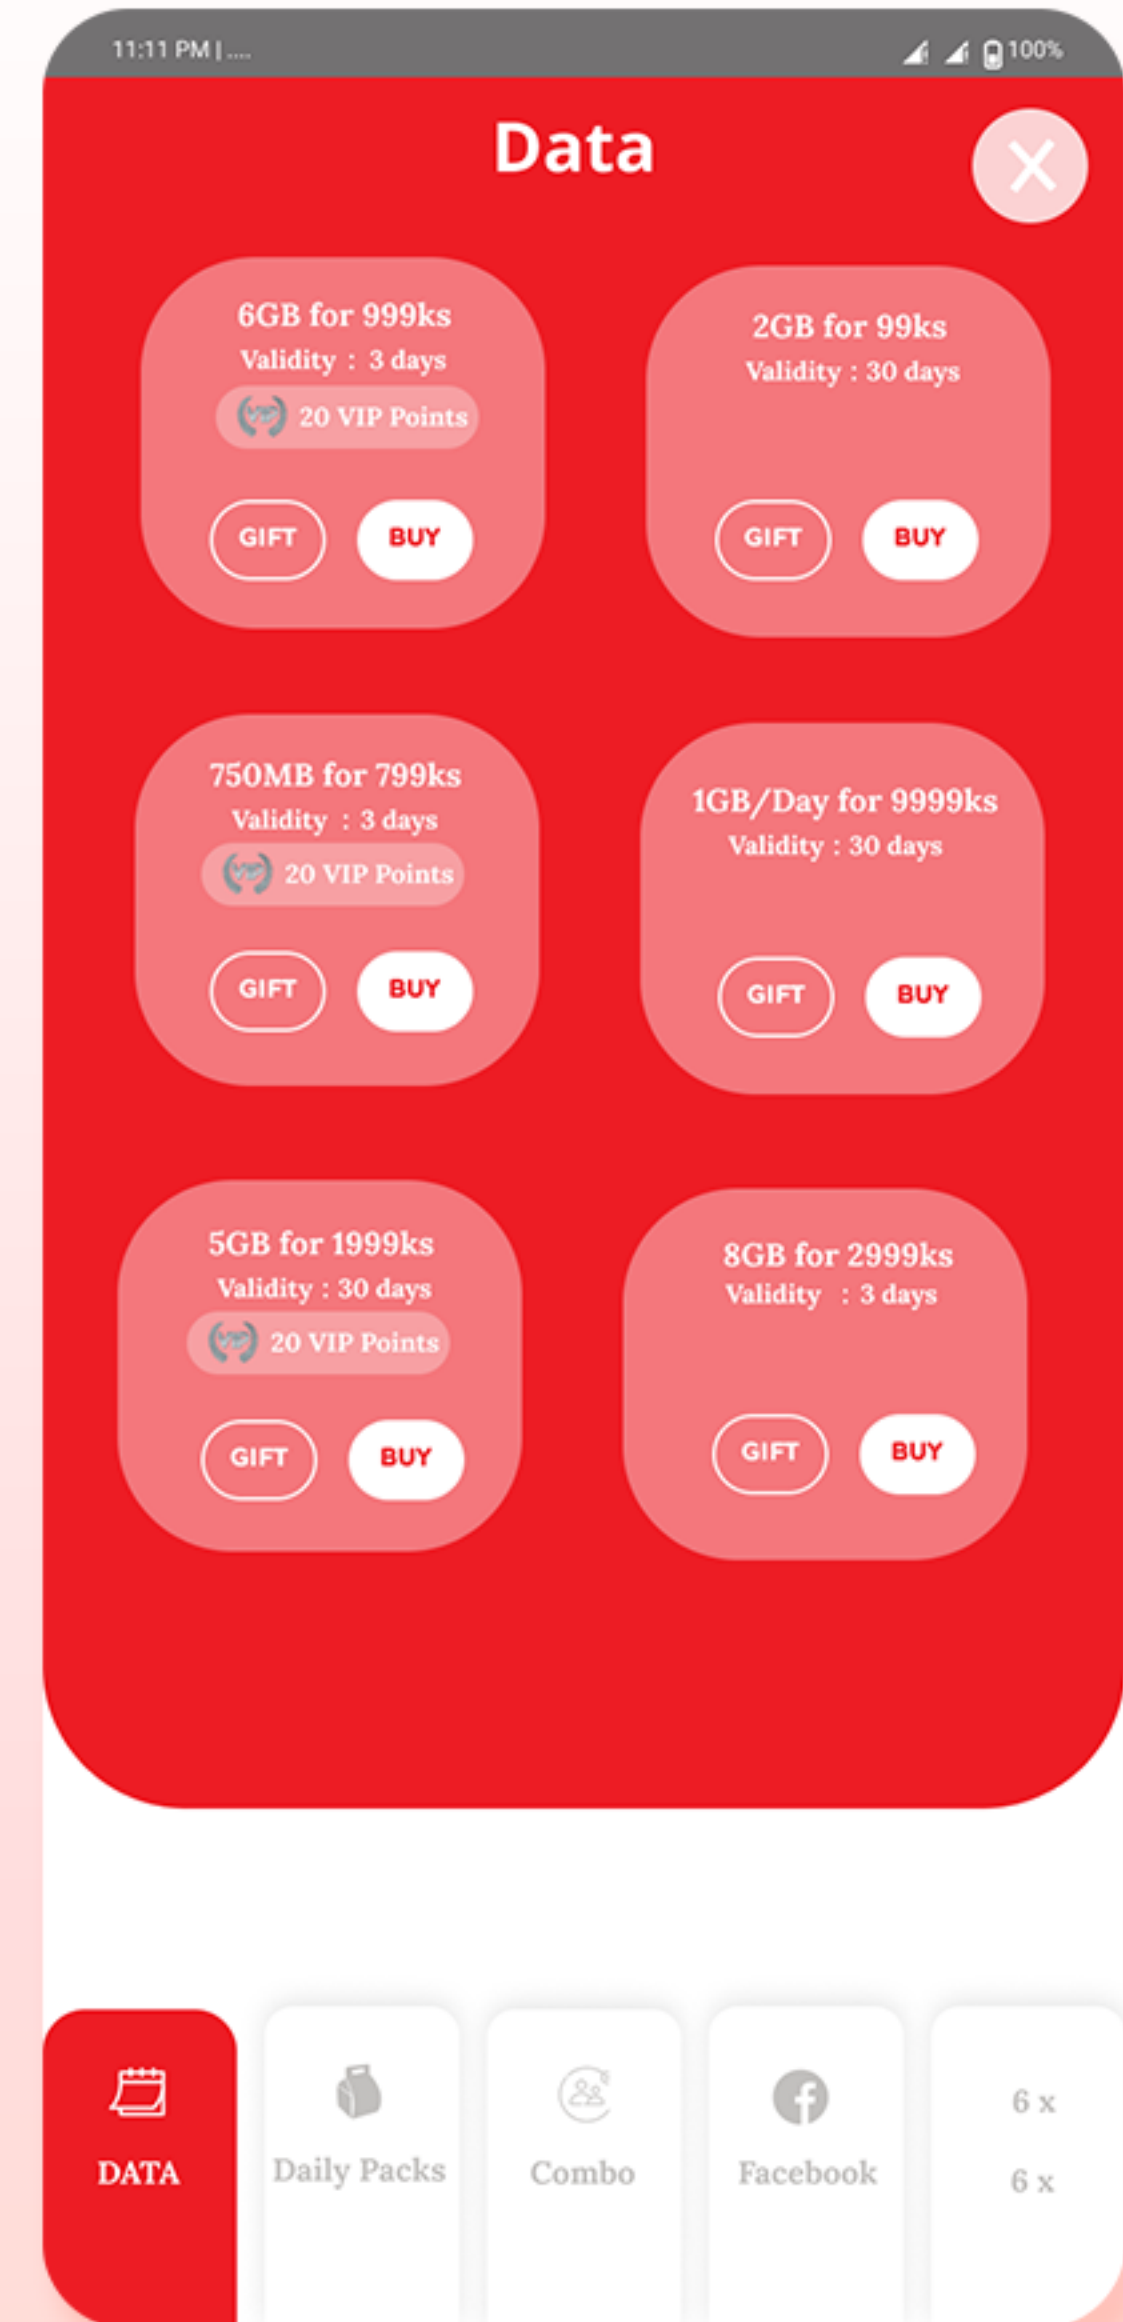 11:11 PM | ....
100%
Data
6GB for 999ks
Validity : 3 days
VIP 20 VIP Points
GIFT BUY
2GB for 99ks
Validity : 30 days
GIFT BUY
750MB for 799ks
Validity : 3 days
VIP 20 VIP Points
GIFT BUY
1GB/Day for 9999ks
Validity : 30 days
GIFT BUY
5GB for 1999ks
Validity : 30 days
VIP 20 VIP Points
GIFT BUY
8GB for 2999ks
Validity : 3 days
GIFT BUY
DATA
Daily Packs
Combo
Facebook
6 x
6 x